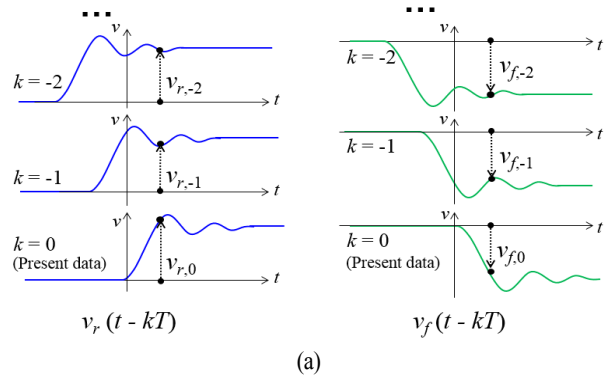 ...
...
v
v
k = -2
v_{r,-2}
t
k = -2
v_{f,-2}
t
v
v
k = -1
v_{r,-1}
t
k = -1
v_{f,-1}
t
v
v
k = 0
(Present data)
v_{r,0}
t
k = 0
(Present data)
v_{f,0}
t
v_r (t - kT)
v_f (t - kT)
(a)